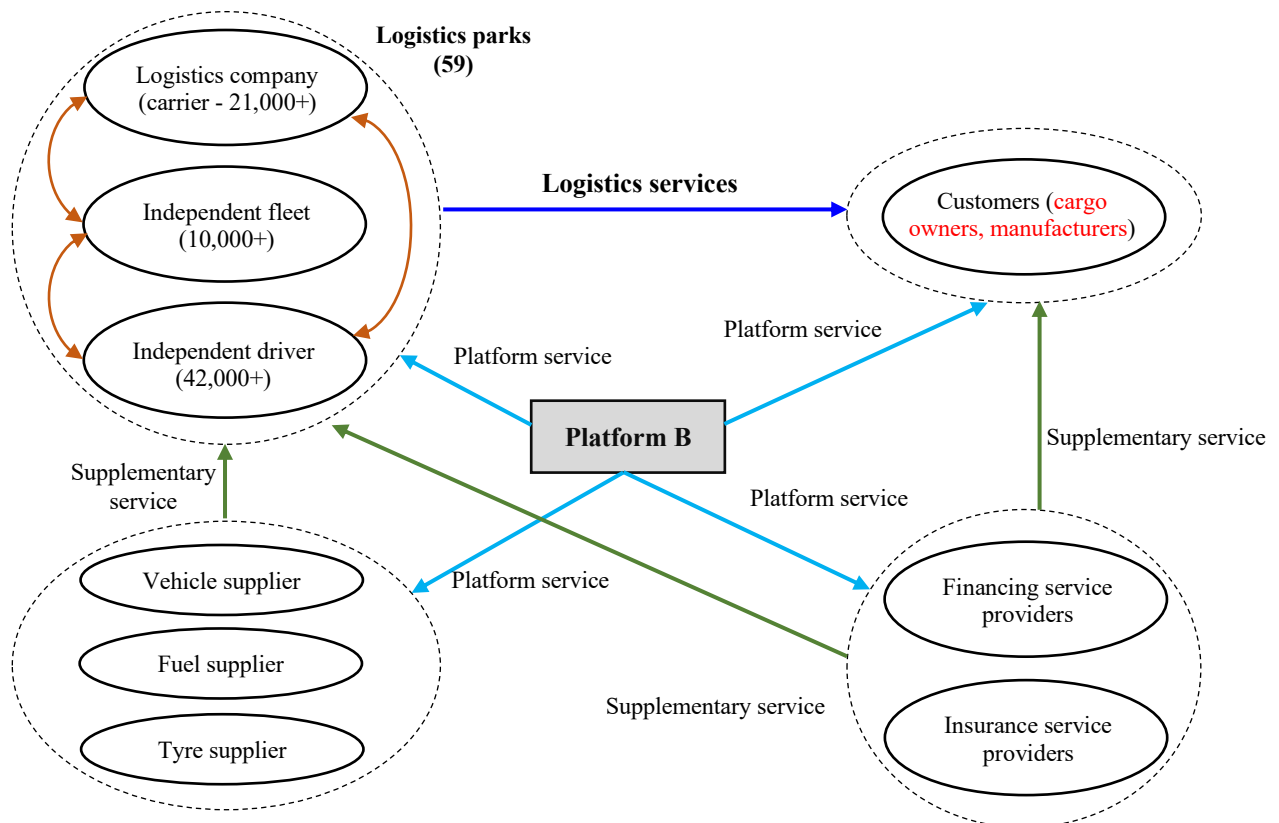 Logistics parks
(59)
Logistics company
(carrier - 21,000+)
Independent fleet
(10,000+)
Independent driver
(42,000+)
Logistics services
Customers (cargo
owners, manufacturers)
Platform service
Platform service
Platform B
Supplementary
service
Supplementary service
Platform service
Platform service
Vehicle supplier
Fuel supplier
Tyre supplier
Financing service
providers
Supplementary service
Insurance service
providers